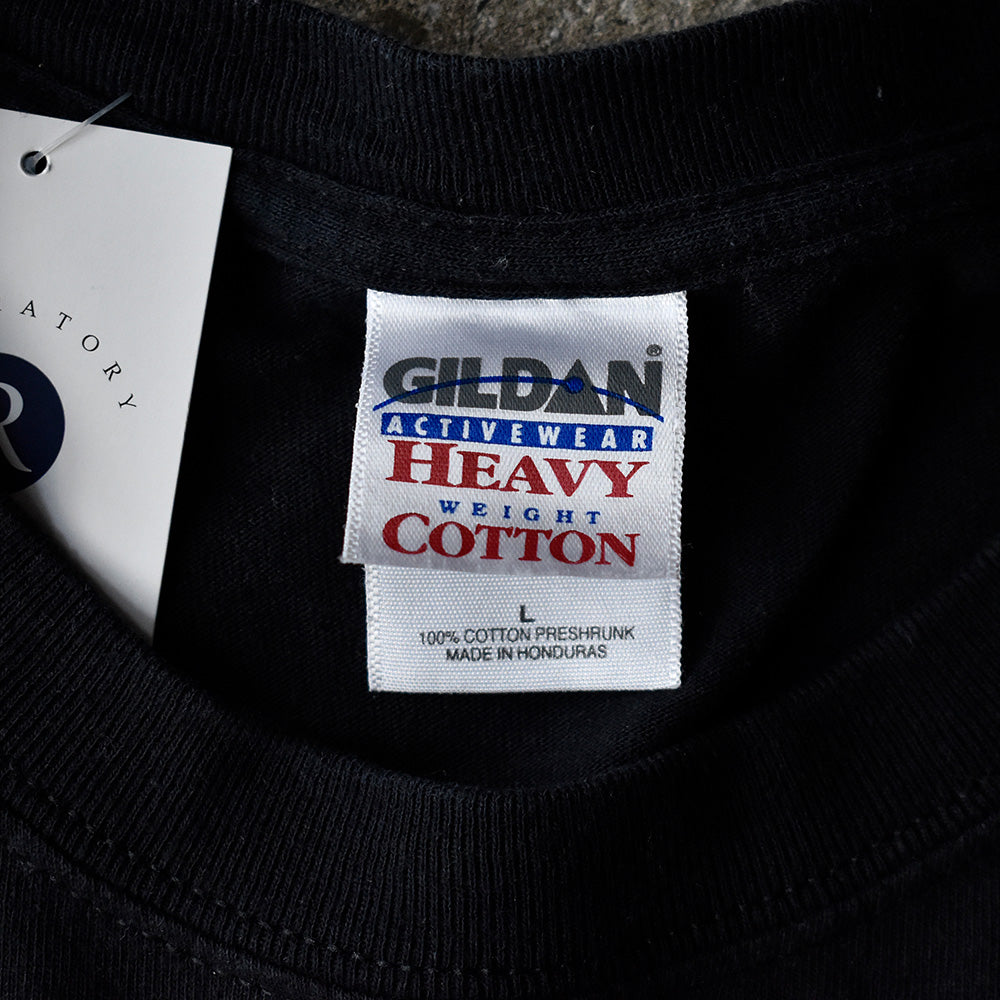 GILDAN®
ACTIVEWEAR
HEAVY
WEIGHT
COTTON
L
100% COTTON PRESHRUNK
MADE IN HONDURAS
ATORY
R